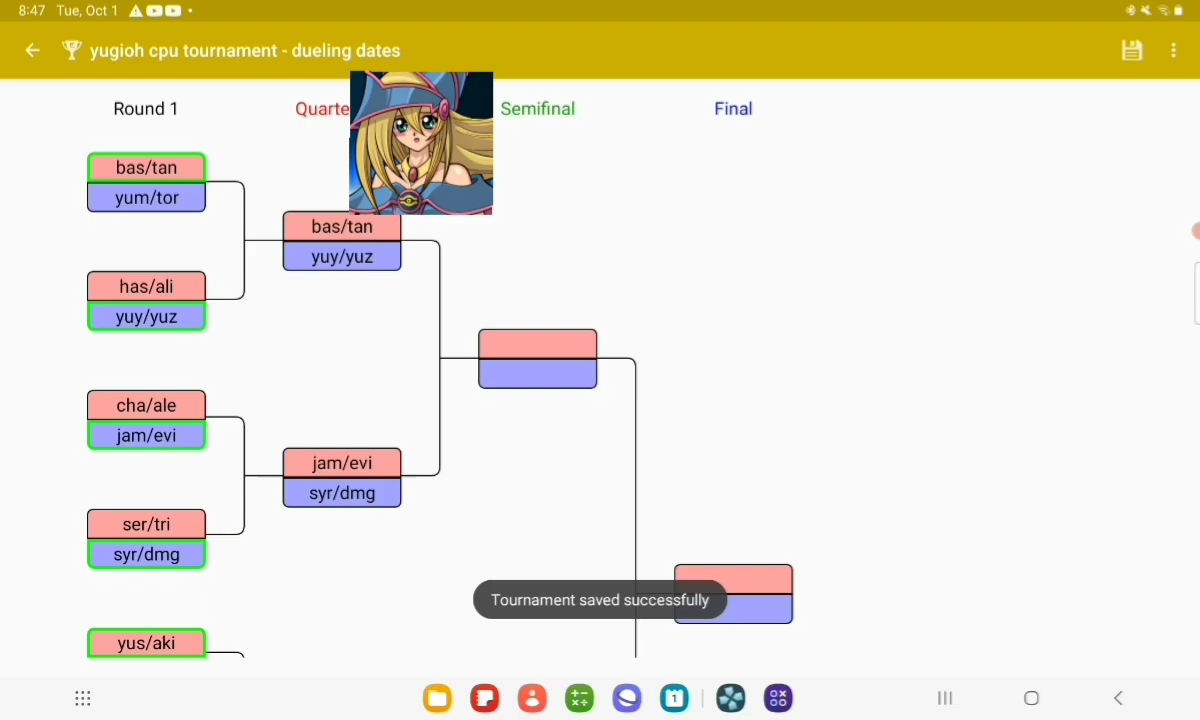 8:47 Tue, Oct 1
yugioh cpu tournament - dueling dates
Round 1
Quarte
Semifinal
Final
bas/tan
yum/tor
bas/tan
yuy/yuz
has/ali
yuy/yuz
cha/ale
jam/evi
jam/evi
syr/dmg
ser/tri
syr/dmg
Tournament saved successfully
yus/aki
1